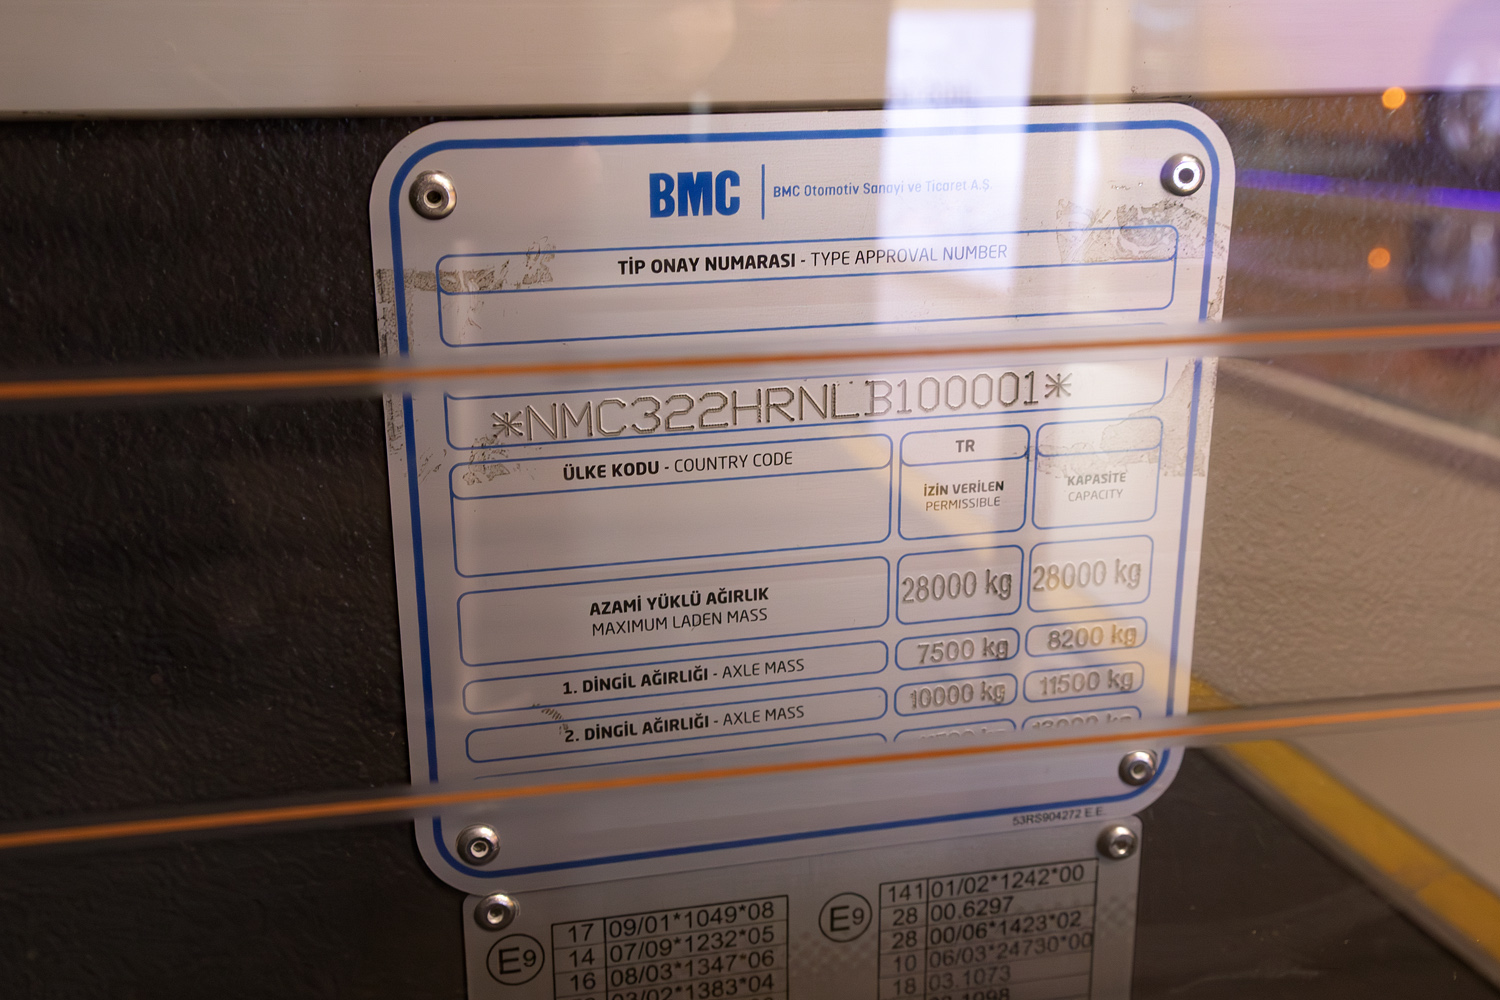 BMC
BMC Otomotiv Sanayi ve Ticaret A.Ş.
TİP ONAY NUMARASI - TYPE APPROVAL NUMBER
*NMC322HRNLLB100001*
ÜLKE KODU - COUNTRY CODE
TR
İZİN VERİLEN
PERMISSIBLE
KAPASİTE
CAPACITY
AZAMİ YÜKLÜ AĞIRLIK
MAXIMUM LADEN MASS
28000 kg
28000 kg
1. DİNGİL AĞIRLIĞI - AXLE MASS
7500 kg
8200 kg
2. DİNGİL AĞIRLIĞI - AXLE MASS
10000 kg
11500 kg
53RS904272 E.E.
E9
17 09/01*1049*08
14 07/09*1232*05
16 08/03*1347*06
E9
141 01/02*1242*00
28 00.6297
28 00/06*1423*02
10 06/03*24730*00
18 03.1073